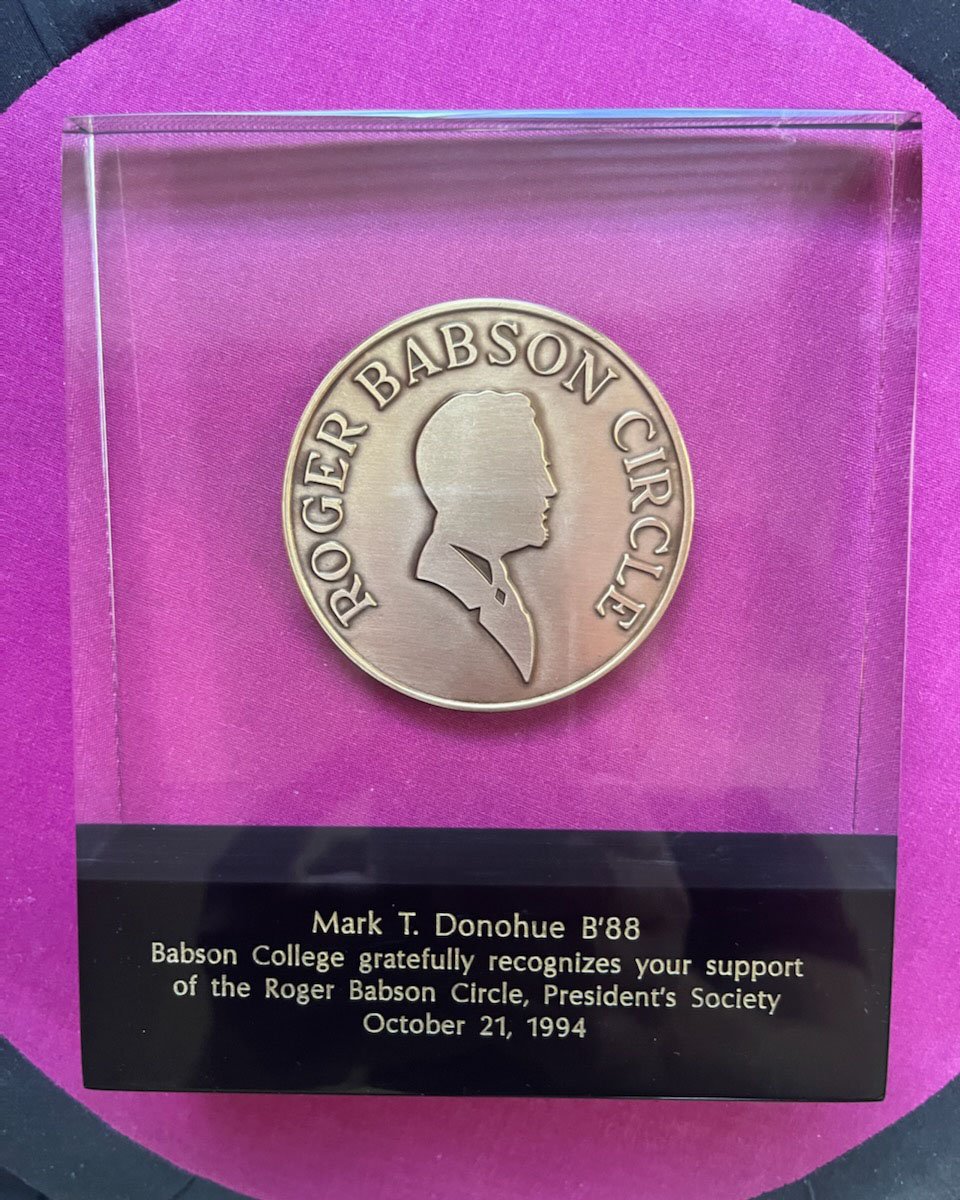 ROGER BABSON CIRCLE
Mark T. Donohue B'88
Babson College gratefully recognizes your support
of the Roger Babson Circle, President's Society
October 21, 1994